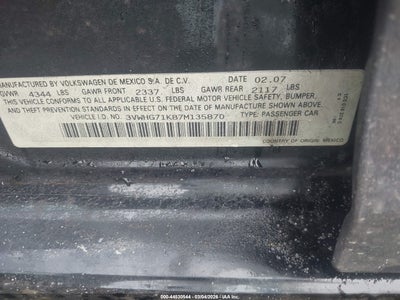 MANUFACTURED BY VOLKSWAGEN DE MEXICO S.A. DE C.V. DATE 02.07
GVWR 4344 LBS GAWR FRONT 2337 LBS GAWR REAR 2117 LBS
THIS VEHICLE CONFORMS TO ALL APPLICABLE U.S. FEDERAL MOTOR VEHICLE SAFETY, BUMPER,
AND THEFT PREVENTION STANDARDS IN EFFECT ON THE DATE OF MANUFACTURE SHOWN ABOVE.
VEHICLE I.D. NO: 3VWHG71K87M135870 TYPE: PASSENGER CAR
COUNTRY OF ORIGIN: MEXICO
000-44630544 - 03/04/2026 - IAA Inc.